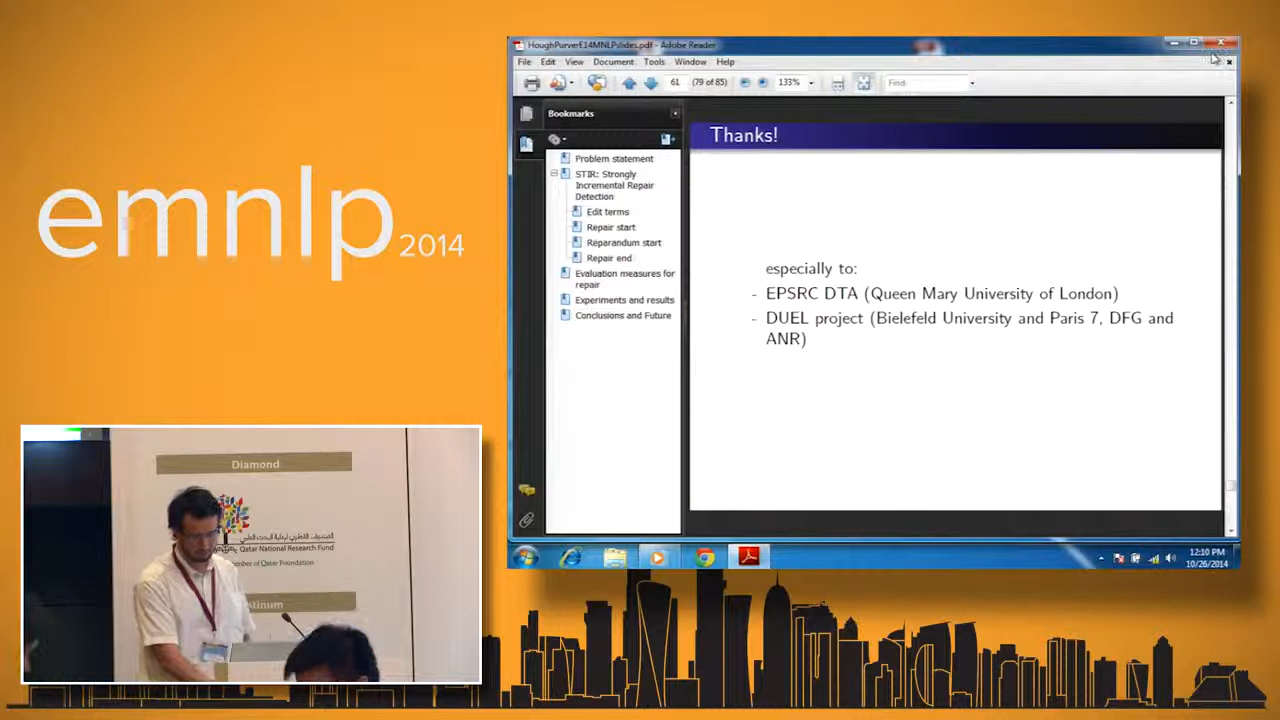 emnlp 2014
HoughPurverE14MNLPslides.pdf - Adobe Reader
File Edit View Document Tools Window Help
61 (79 of 85) 133% Find
Bookmarks
Problem statement
STIR: Strongly
Incremental Repair
Detection
Edit terms
Repair start
Reparandum start
Repair end
Evaluation measures for
repair
Experiments and results
Conclusions and Future
Thanks!
especially to:
- EPSRC DTA (Queen Mary University of London)
- DUEL project (Bielefeld University and Paris 7, DFG and
ANR)
12:10 PM
10/26/2014
Diamond
Qatar National Research Fund
of Qatar Foundation